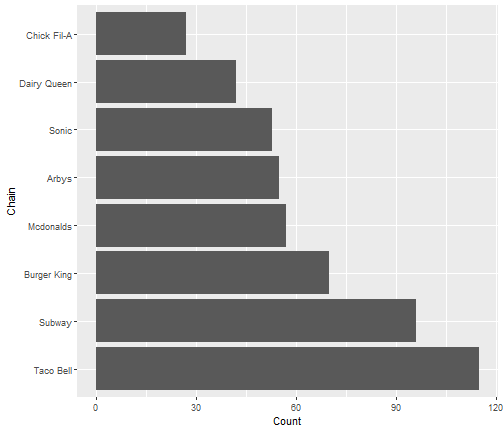 Chick Fil-A
Dairy Queen
Sonic
Arbys
Mcdonalds
Burger King
Subway
Taco Bell
Chain
0 30 60 90 120
Count